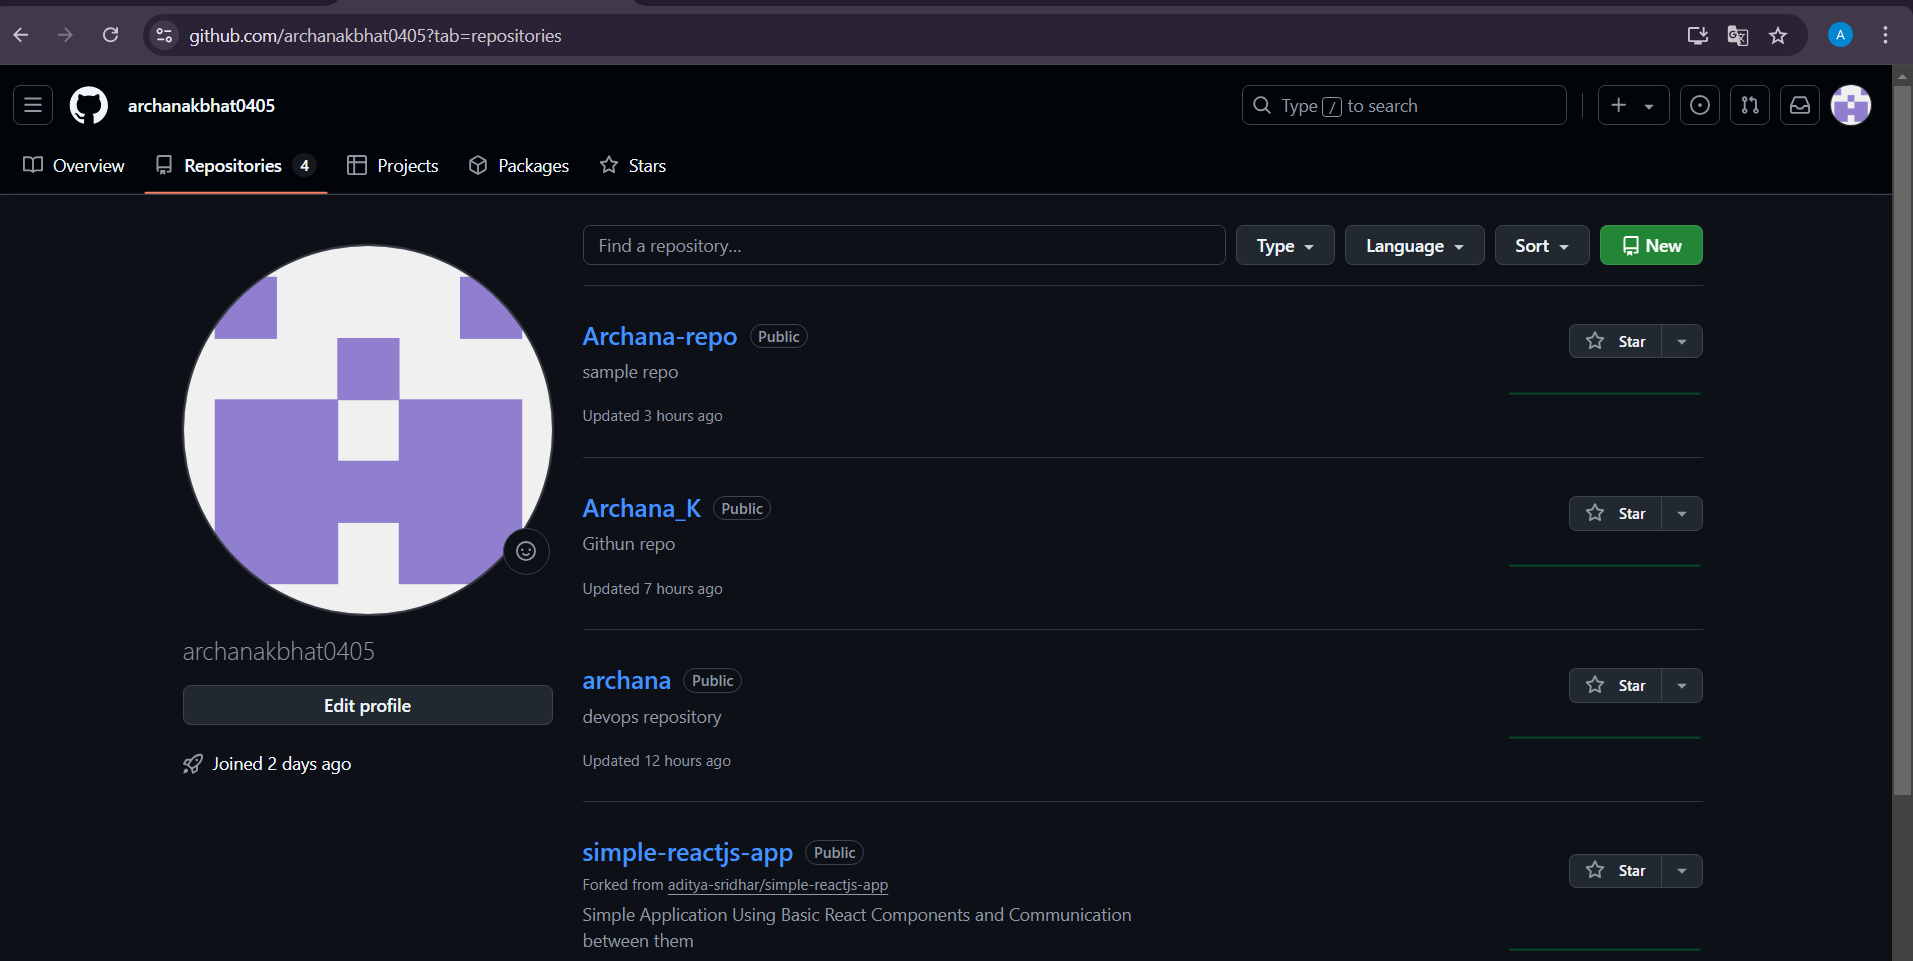 github.com/archanakbhat0405?tab=repositories
A
archanakbhat0405
Type / to search
Overview
Repositories 4
Projects
Packages
Stars
Find a repository...
Type
Language
Sort
New
Archana-repo Public
Star
sample repo
Updated 3 hours ago
Archana_K Public
Star
Githun repo
Updated 7 hours ago
archanakbhat0405
Edit profile
Joined 2 days ago
archana Public
Star
devops repository
Updated 12 hours ago
simple-reactjs-app Public
Star
Forked from aditya-sridhar/simple-reactjs-app
Simple Application Using Basic React Components and Communication
between them